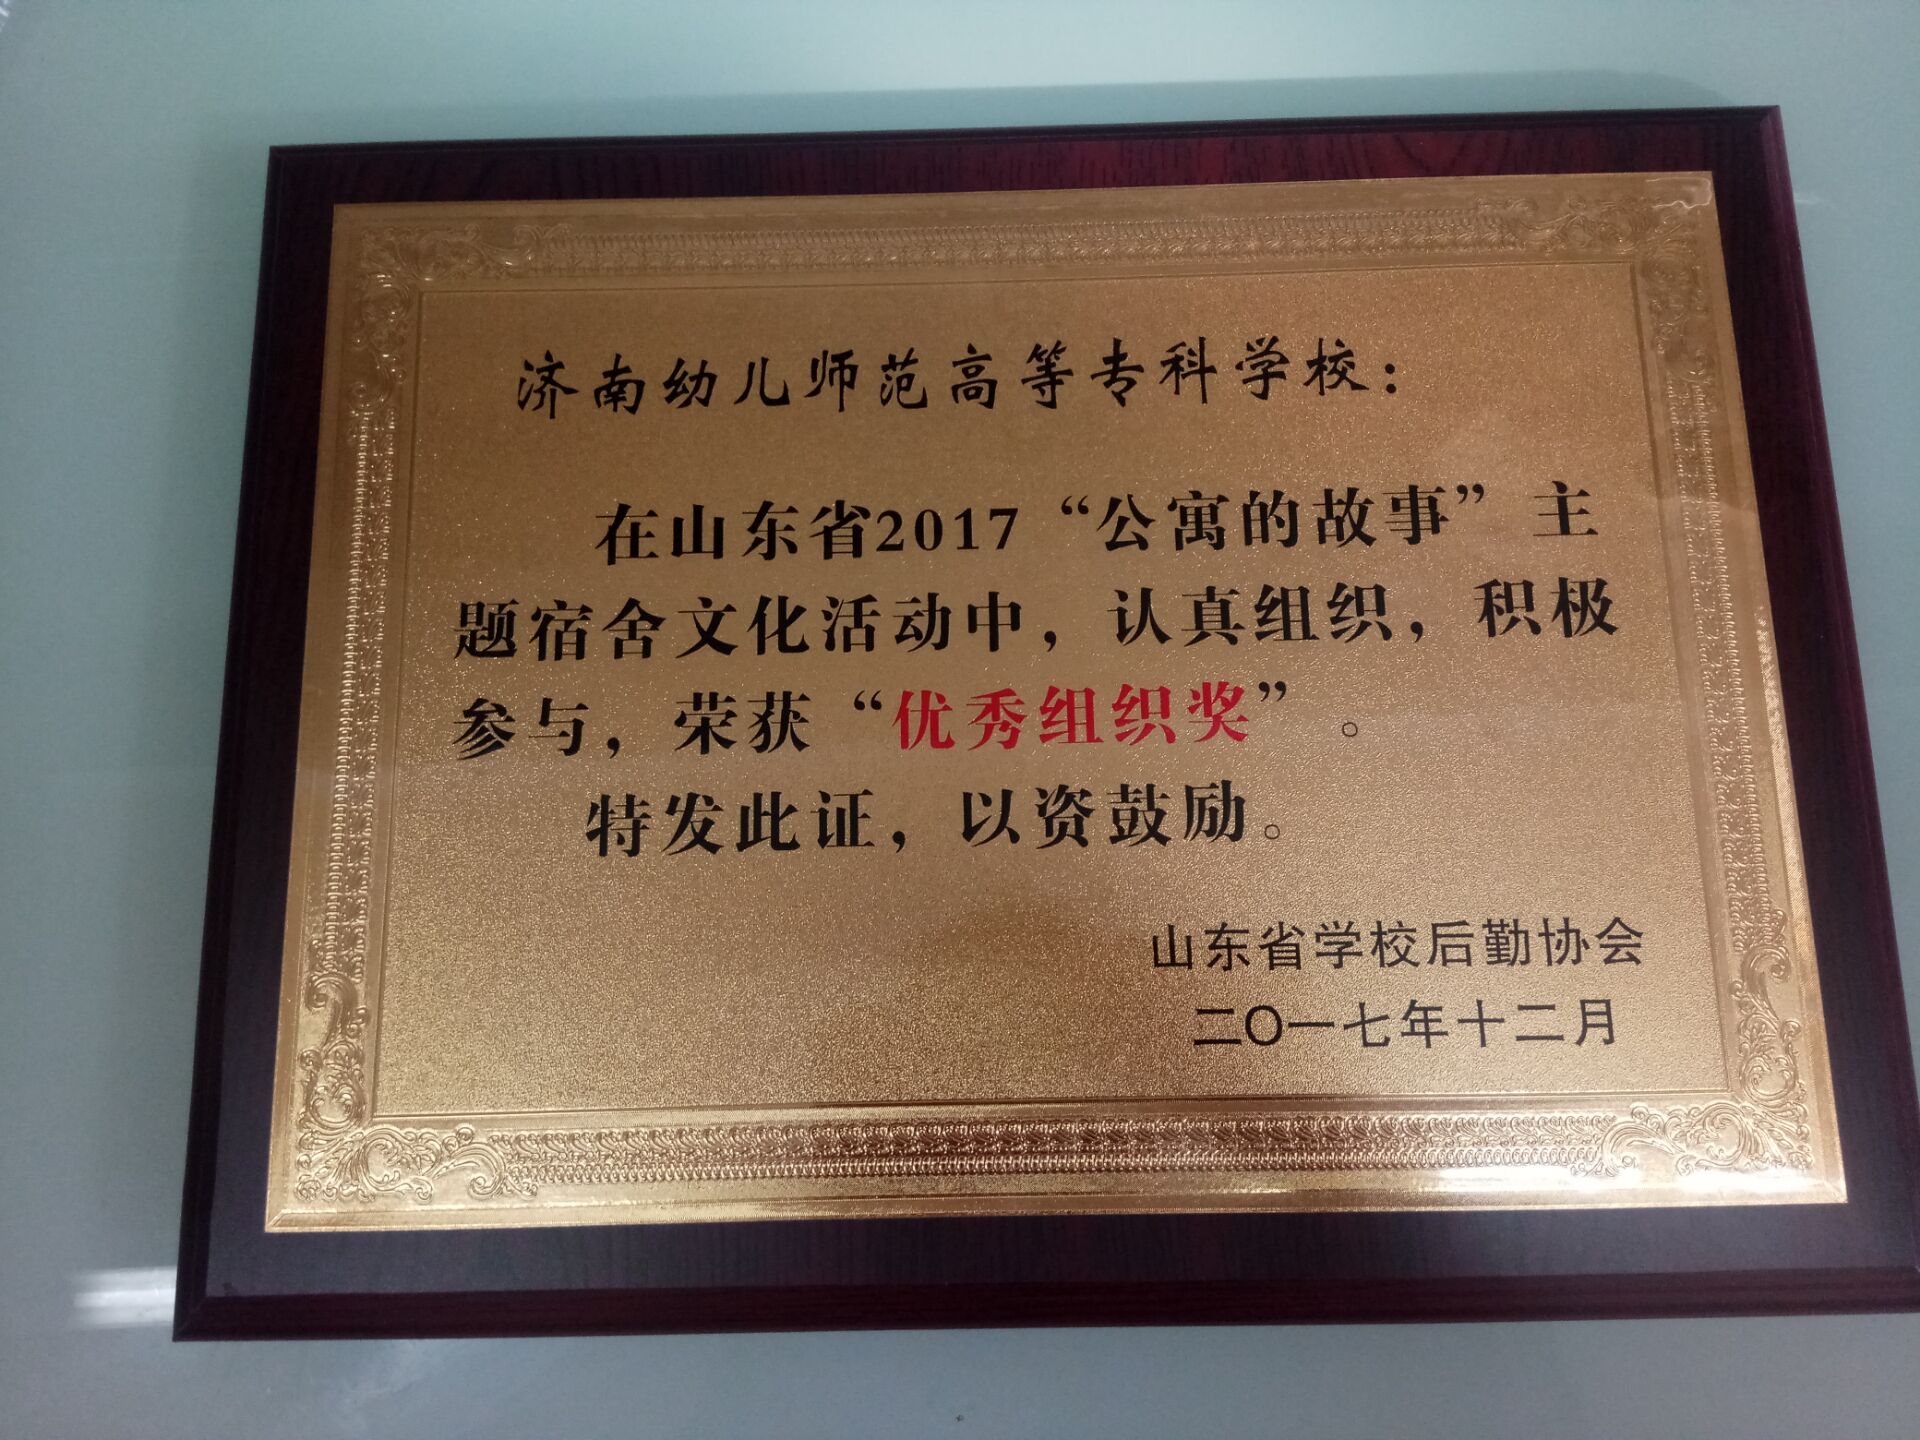 济南幼儿师范高等专科学校：
在山东省2017“公寓的故事”主
题宿舍文化活动中，认真组织，积极
参与，荣获“优秀组织奖”。
特发此证，以资鼓励。
山东省学校后勤协会
二〇一七年十二月